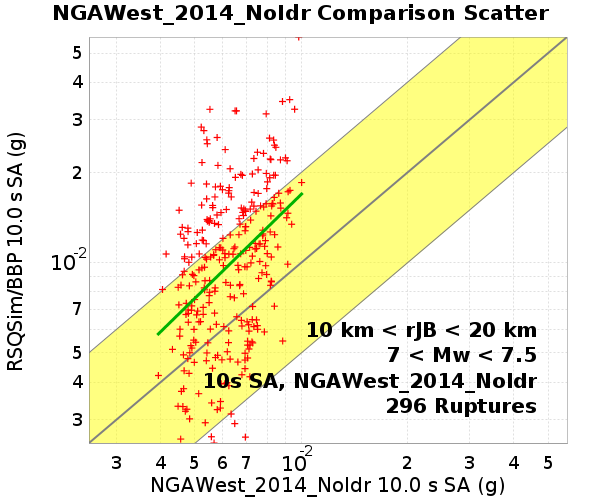 NGAWest_2014_NoIdr Comparison Scatter
RSQSim/BBP 10.0 s SA (g)
5
4
3
2
10-2
7
5
4
3
10 km < rJB < 20 km
7 < Mw < 7.5
10s SA, NGAWest_2014_NoIdr
296 Ruptures
3 4 5 6 7 10-2 2 3 4 5
NGAWest_2014_NoIdr 10.0 s SA (g)